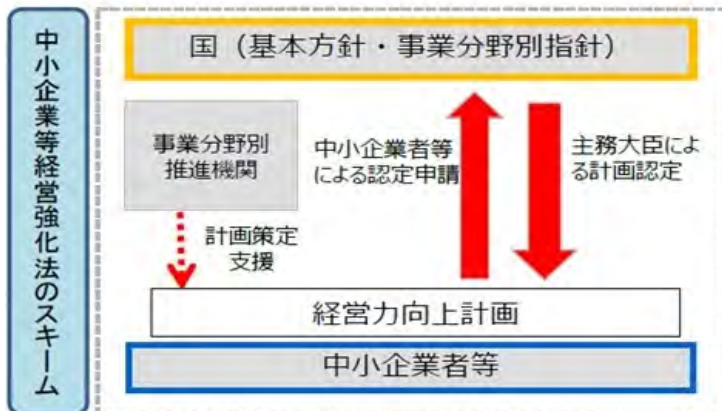 中小企業等経営強化法のスキーム
国（基本方針・事業分野別指針）
事業分野別
推進機関
中小企業者等
による認定申請
主務大臣によ
る計画認定
計画策定
支援
経営力向上計画
中小企業者等